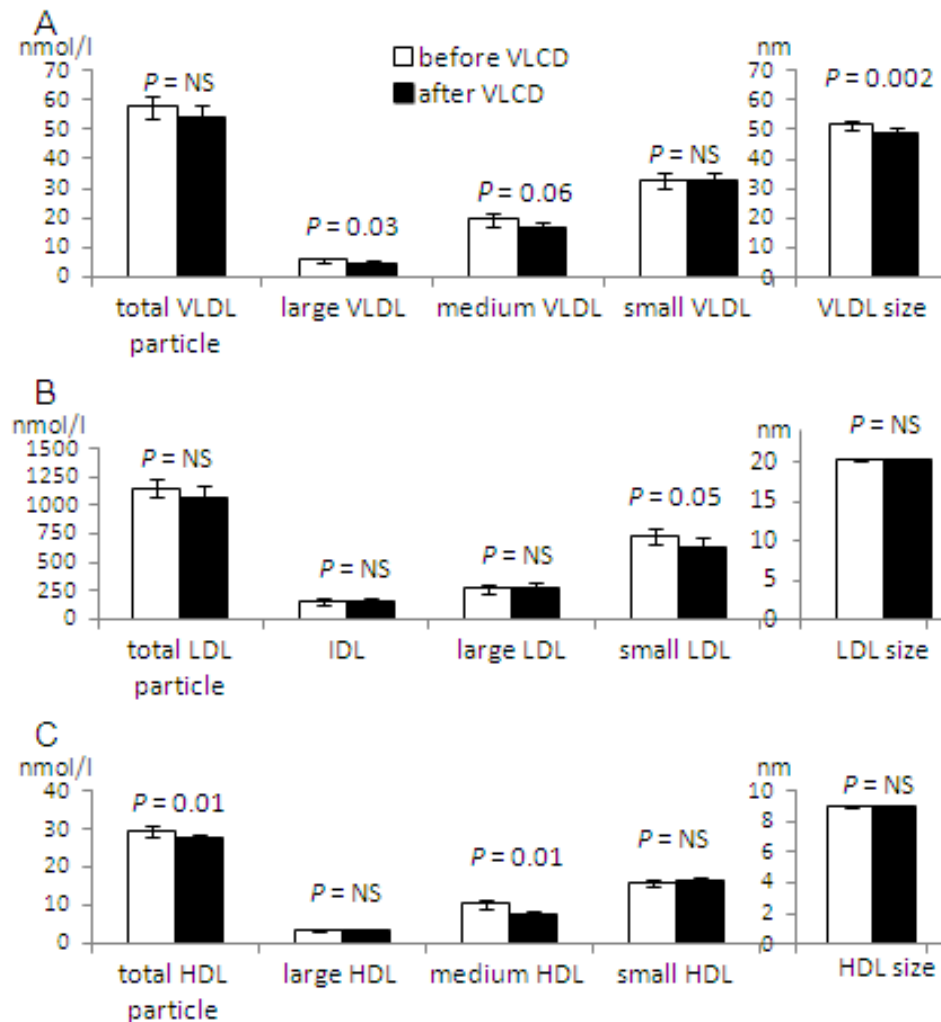 A
nmol/l
before VLCD
after VLCD
nm
70
60
50
40
30
20
10
0
P = NS
P = 0.03
P = 0.06
P = NS
70
60
50
40
30
20
10
0
P = 0.002
total VLDL particle
large VLDL
medium VLDL
small VLDL
VLDL size
B
nmol/l
nm
1500
1250
1000
750
500
250
0
P = NS
P = NS
P = NS
P = 0.05
20
15
10
5
0
P = NS
total LDL particle
IDL
large LDL
small LDL
LDL size
C
nmol/l
nm
40
30
20
10
0
P = 0.01
P = NS
P = 0.01
P = NS
10
8
6
4
2
0
P = NS
total HDL particle
large HDL
medium HDL
small HDL
HDL size